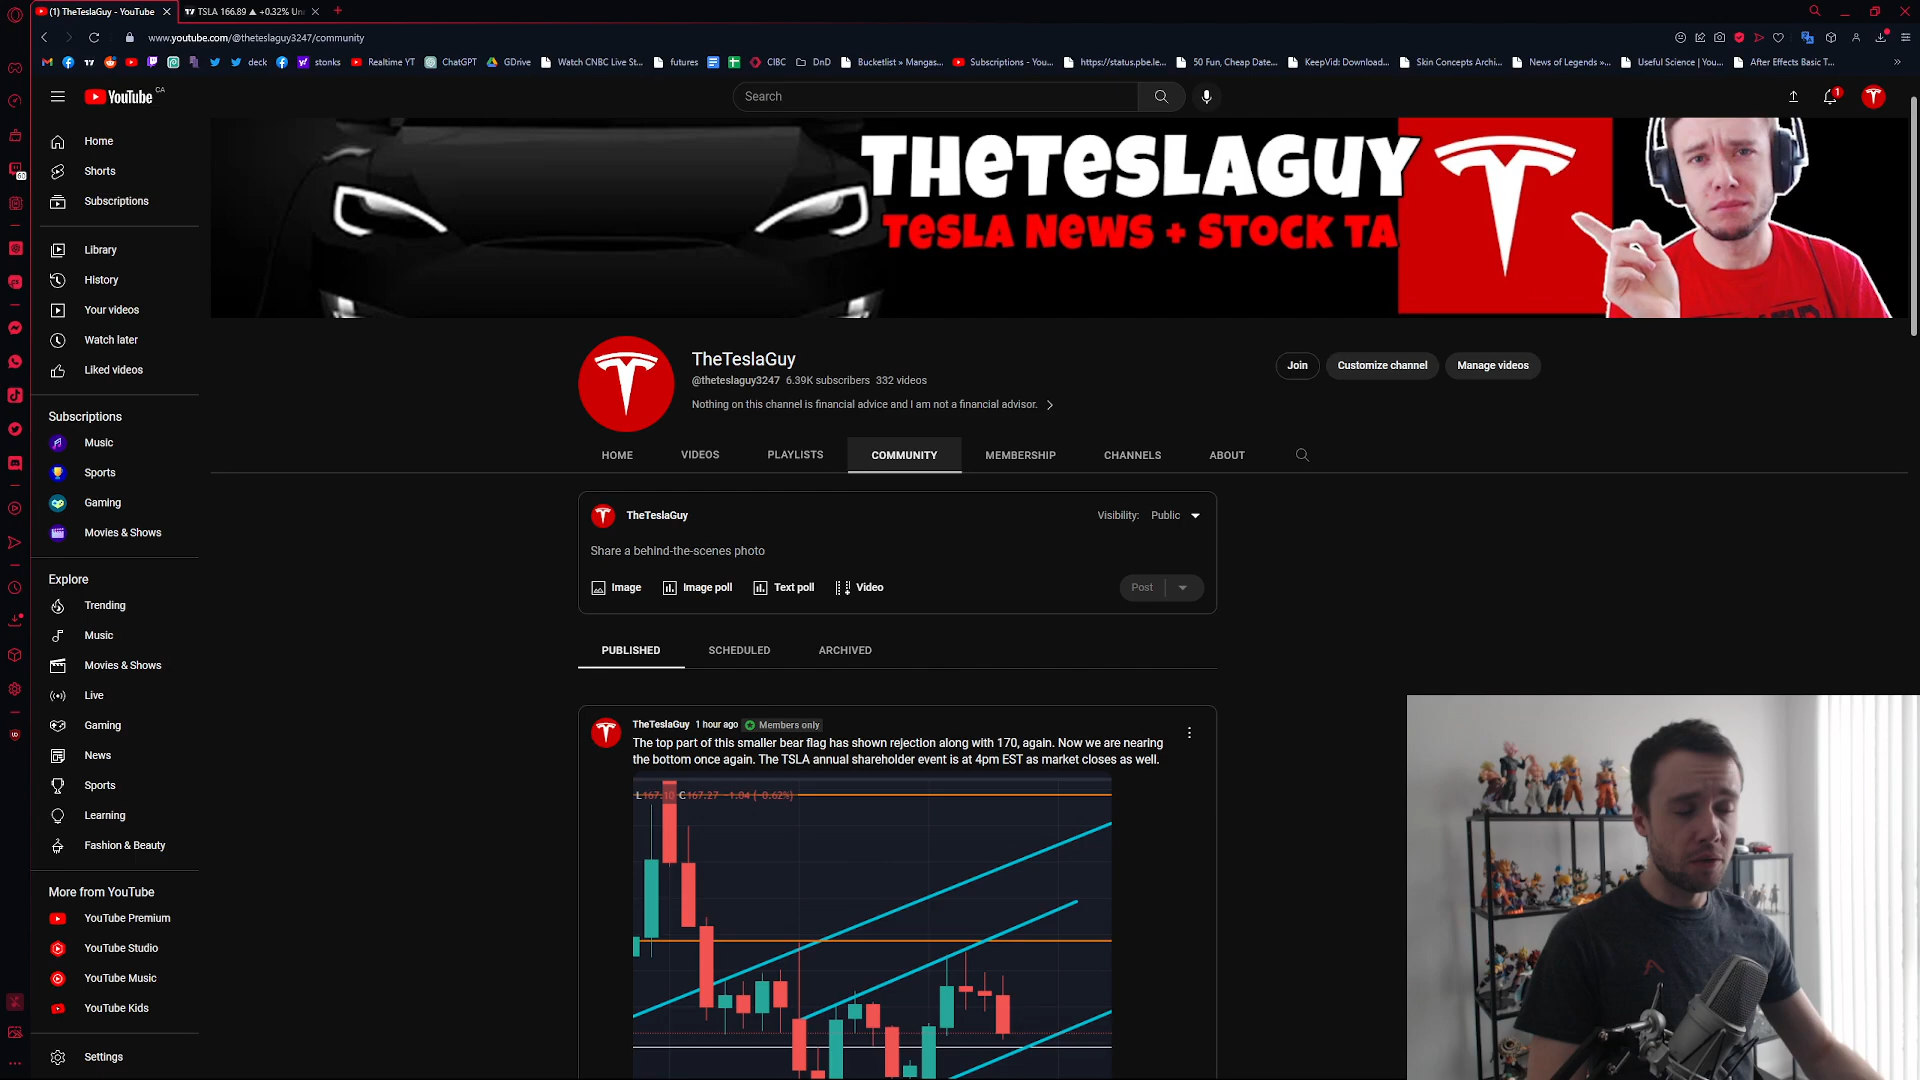 (1) TheTeslaGuy - YouTube
TSLA 166.89 ▲ +0.32% Un
www.youtube.com/@theteslaguy3247/community
deck
stonks
Realtime YT
ChatGPT
GDrive
Watch CNBC Live St...
futures
CIBC
DnD
Bucketlist » Mangas...
Subscriptions - You...
https://status.pbe.le...
50 Fun, Cheap Date...
KeepVid: Download...
Skin Concepts Archi...
News of Legends »...
Useful Science | You...
After Effects Basic T...
YouTube CA
Search
1
60
Home
Shorts
Subscriptions
Library
History
Your videos
Watch later
Liked videos
Subscriptions
Music
Sports
Gaming
Movies & Shows
Explore
Trending
Music
Movies & Shows
Live
Gaming
News
Sports
Learning
Fashion & Beauty
More from YouTube
YouTube Premium
YouTube Studio
YouTube Music
YouTube Kids
Settings
THETESLAGUY
TESLA NEWS + STOCK TA
TheTeslaGuy
@theteslaguy3247 6.39K subscribers 332 videos
Nothing on this channel is financial advice and I am not a financial advisor.
Join
Customize channel
Manage videos
HOME
VIDEOS
PLAYLISTS
COMMUNITY
MEMBERSHIP
CHANNELS
ABOUT
TheTeslaGuy
Visibility: Public
Share a behind-the-scenes photo
Image
Image poll
Text poll
Video
Post
PUBLISHED
SCHEDULED
ARCHIVED
TheTeslaGuy 1 hour ago Members only
The top part of this smaller bear flag has shown rejection along with 170, again. Now we are nearing
the bottom once again. The TSLA annual shareholder event is at 4pm EST as market closes as well.
L167.10 C167.27 −1.04 (−0.62%)